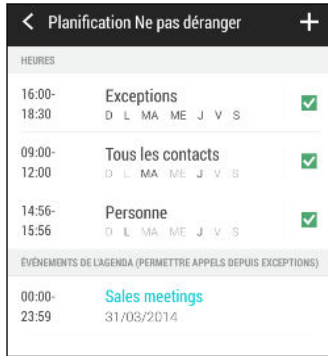 Planification Ne pas déranger
HEURES
16:00-
18:30
Exceptions
D L MA ME J V S
09:00-
12:00
Tous les contacts
D L MA ME J V S
14:56-
15:56
Personne
D L MA ME J V S
ÉVÉNEMENTS DE L'AGENDA (PERMETTRE APPELS DEPUIS EXCEPTIONS)
00:00-
23:59
Sales meetings
31/03/2014